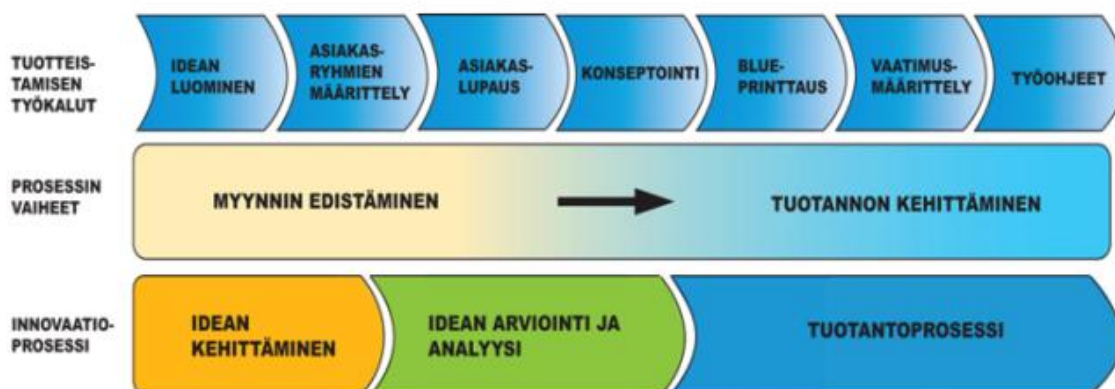 TUOTTEIS-
TAMISEN
TYÖKALUT
IDEAN
LUOMINEN
ASIAKAS-
RYHMIEN
MÄÄRITTELY
ASIAKAS-
LUPAUS
KONSEPTOINTI
BLUE-
PRINTTAUS
VAATIMUS-
MÄÄRITTELY
TYÖOHJEET
PROSESSIN
VAIHEET
MYYNNIN EDISTÄMINEN
TUOTANNON KEHITTÄMINEN
INNOVAATIO-
PROSESSI
IDEAN
KEHITTÄMINEN
IDEAN ARVIOINTI JA
ANALYYSI
TUOTANTOPROSESSI